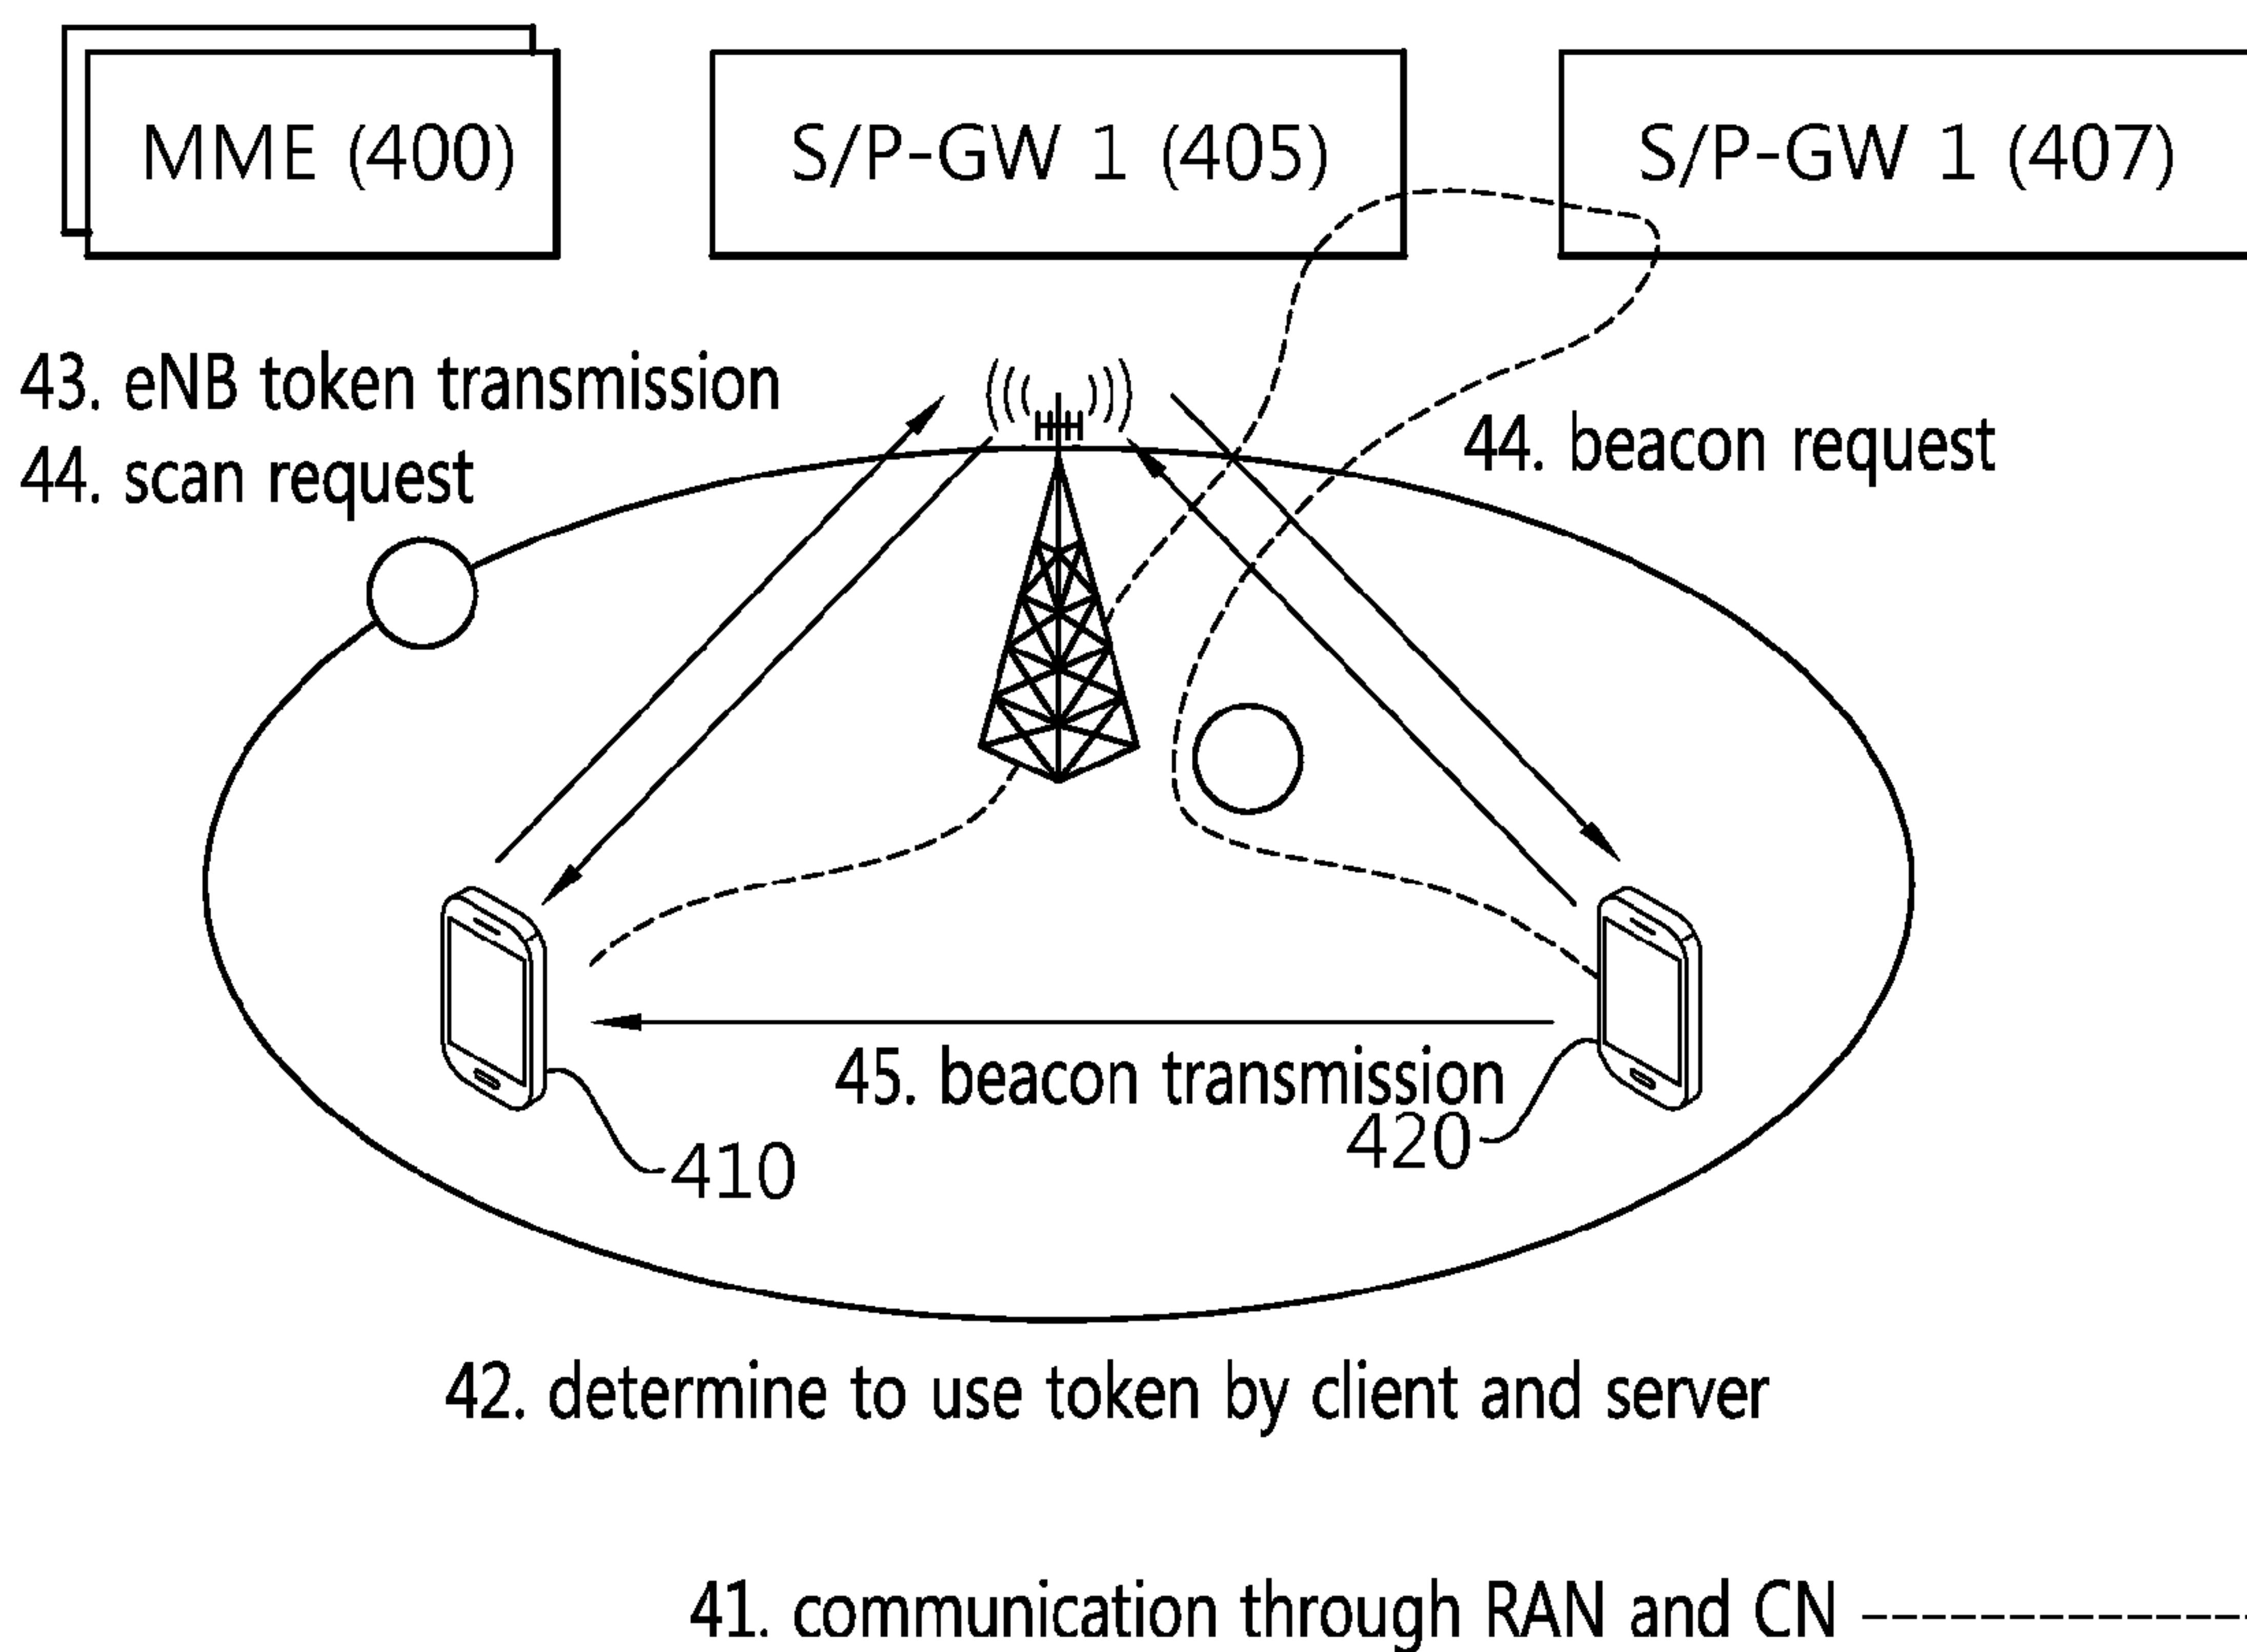 MME (400)
S/P-GW 1 (405)
S/P-GW 1 (407)
43. eNB token transmission
44. scan request
44. beacon request
45. beacon transmission
420
410
42. determine to use token by client and server
41. communication through RAN and CN